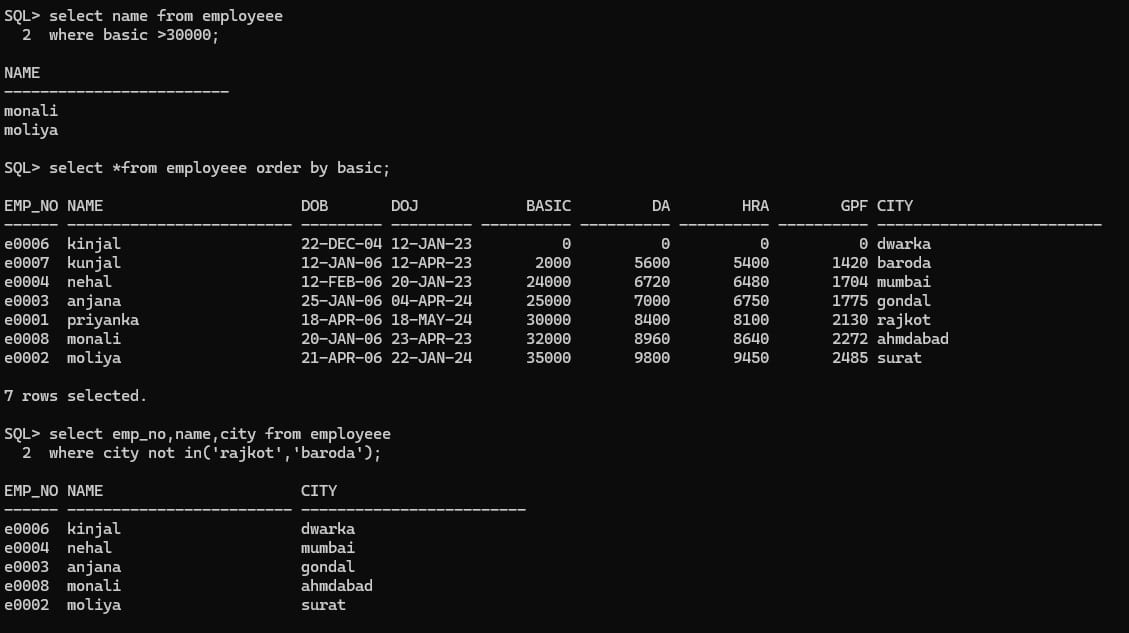 SQL> select name from employeee
  2  where basic >30000;

NAME
-------------------------
monali
moliya

SQL> select *from employeee order by basic;

EMP_NO NAME                      DOB       DOJ            BASIC         DA        HRA        GPF CITY
------ ------------------------- --------- --------- ---------- ---------- ---------- ---------- -------------------------
e0006  kinjal                    22-DEC-04 12-JAN-23          0          0          0          0 dwarka
e0007  kunjal                    12-JAN-06 12-APR-23       2000       5600       5400       1420 baroda
e0004  nehal                     12-FEB-06 20-JAN-23      24000       6720       6480       1704 mumbai
e0003  anjana                    25-JAN-06 04-APR-24      25000       7000       6750       1775 gondal
e0001  priyanka                  18-APR-06 18-MAY-24      30000       8400       8100       2130 rajkot
e0008  monali                    20-JAN-06 23-APR-23      32000       8960       8640       2272 ahmdabad
e0002  moliya                    21-APR-06 22-JAN-24      35000       9800       9450       2485 surat

7 rows selected.

SQL> select emp_no,name,city from employeee
  2  where city not in('rajkot','baroda');

EMP_NO NAME                      CITY
------ ------------------------- -------------------------
e0006  kinjal                    dwarka
e0004  nehal                     mumbai
e0003  anjana                    gondal
e0008  monali                    ahmdabad
e0002  moliya                    surat